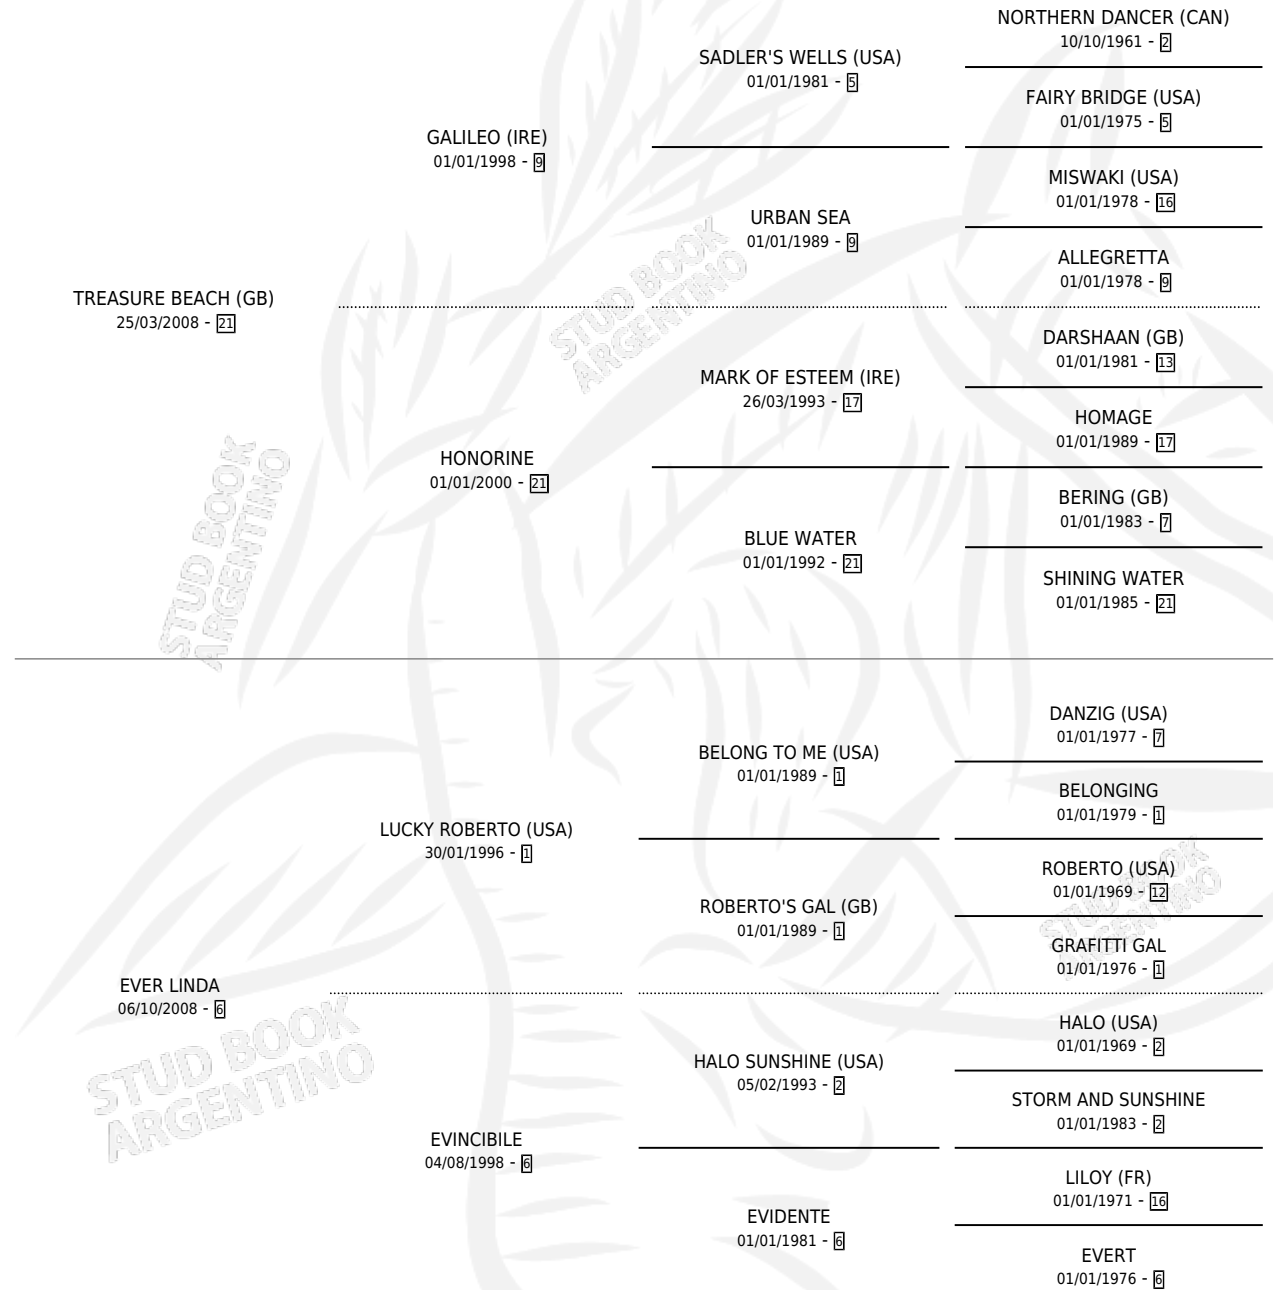 NORTHERN DANCER (CAN)
10/10/1961 - 2
SADLER'S WELLS (USA)
01/01/1981 - 5
FAIRY BRIDGE (USA)
01/01/1975 - 5
GALILEO (IRE)
01/01/1998 - 9
MISWAKI (USA)
01/01/1978 - 16
URBAN SEA
01/01/1989 - 9
ALLEGRETTA
01/01/1978 - 9
TREASURE BEACH (GB)
25/03/2008 - 21
DARSHAAN (GB)
01/01/1981 - 13
MARK OF ESTEEM (IRE)
26/03/1993 - 17
HOMAGE
01/01/1989 - 17
HONORINE
01/01/2000 - 21
BERING (GB)
01/01/1983 - 7
BLUE WATER
01/01/1992 - 21
SHINING WATER
01/01/1985 - 21
STUD BOOK
ARGENTINO
STUD BOOK
ARGENTINO
DANZIG (USA)
01/01/1977 - 7
BELONG TO ME (USA)
01/01/1989 - 1
BELONGING
01/01/1979 - 1
LUCKY ROBERTO (USA)
30/01/1996 - 1
ROBERTO (USA)
01/01/1969 - 12
ROBERTO'S GAL (GB)
01/01/1989 - 1
GRAFITTI GAL
01/01/1976 - 1
EVER LINDA
06/10/2008 - 6
HALO (USA)
01/01/1969 - 2
HALO SUNSHINE (USA)
05/02/1993 - 2
STORM AND SUNSHINE
01/01/1983 - 2
EVINCIBILE
04/08/1998 - 6
LILOY (FR)
01/01/1971 - 16
EVIDENTE
01/01/1981 - 6
EVERT
01/01/1976 - 6
STUD BOOK
ARGENTINO
STUD BOOK
ARGENTINO